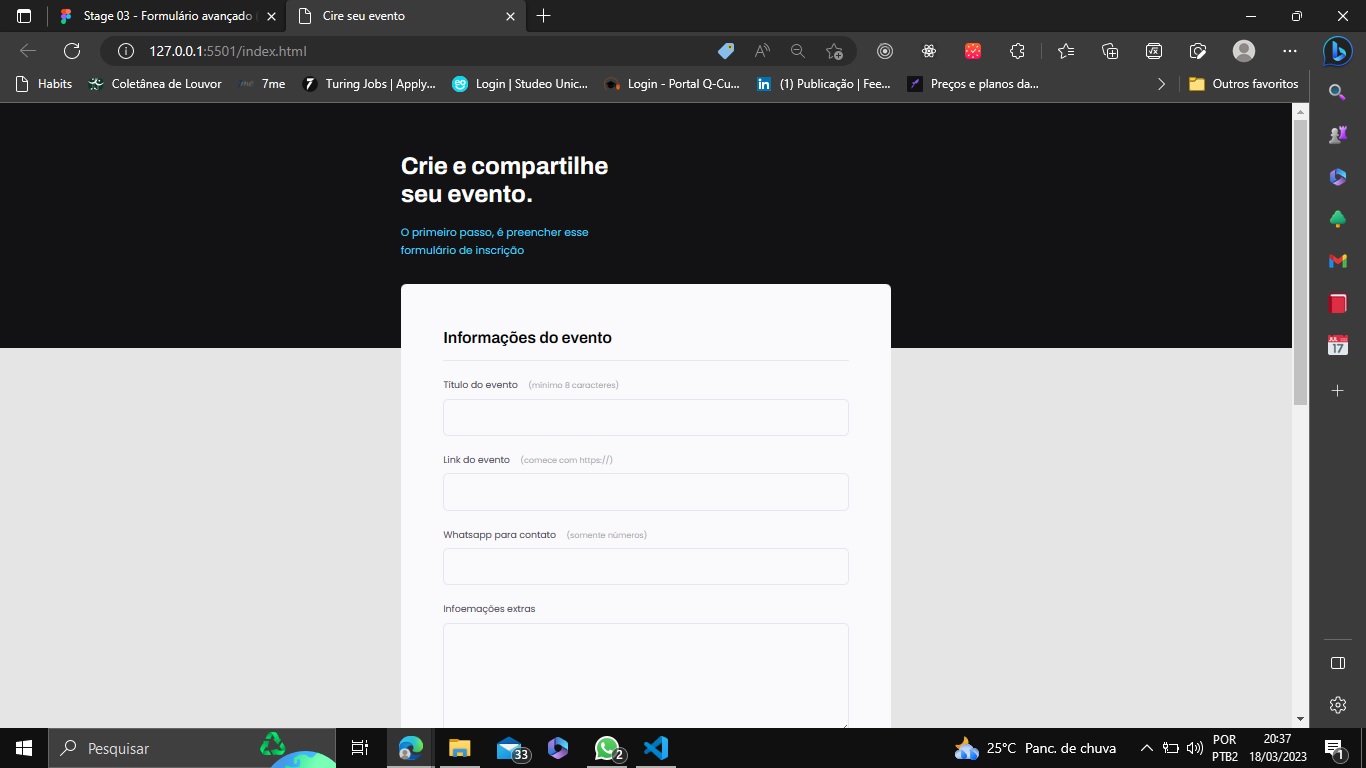 Stage 03 - Formulário avançado
Cire seu evento
127.0.0.1:5501/index.html
Habits
Coletânea de Louvor
7me
Turing Jobs | Apply...
Login | Studeo Unic...
Login - Portal Q-Cu...
(1) Publicação | Fee...
Preços e planos da...
Outros favoritos
Crie e compartilhe
seu evento.
O primeiro passo, é preencher esse
formulário de inscrição
Informações do evento
Título do evento (mínimo 8 caracteres)
Link do evento (comece com https://)
Whatsapp para contato (somente números)
Infoemações extras
17
Pesquisar
33
2
25°C Panc. de chuva
POR
PTB2
20:37
18/03/2023
1